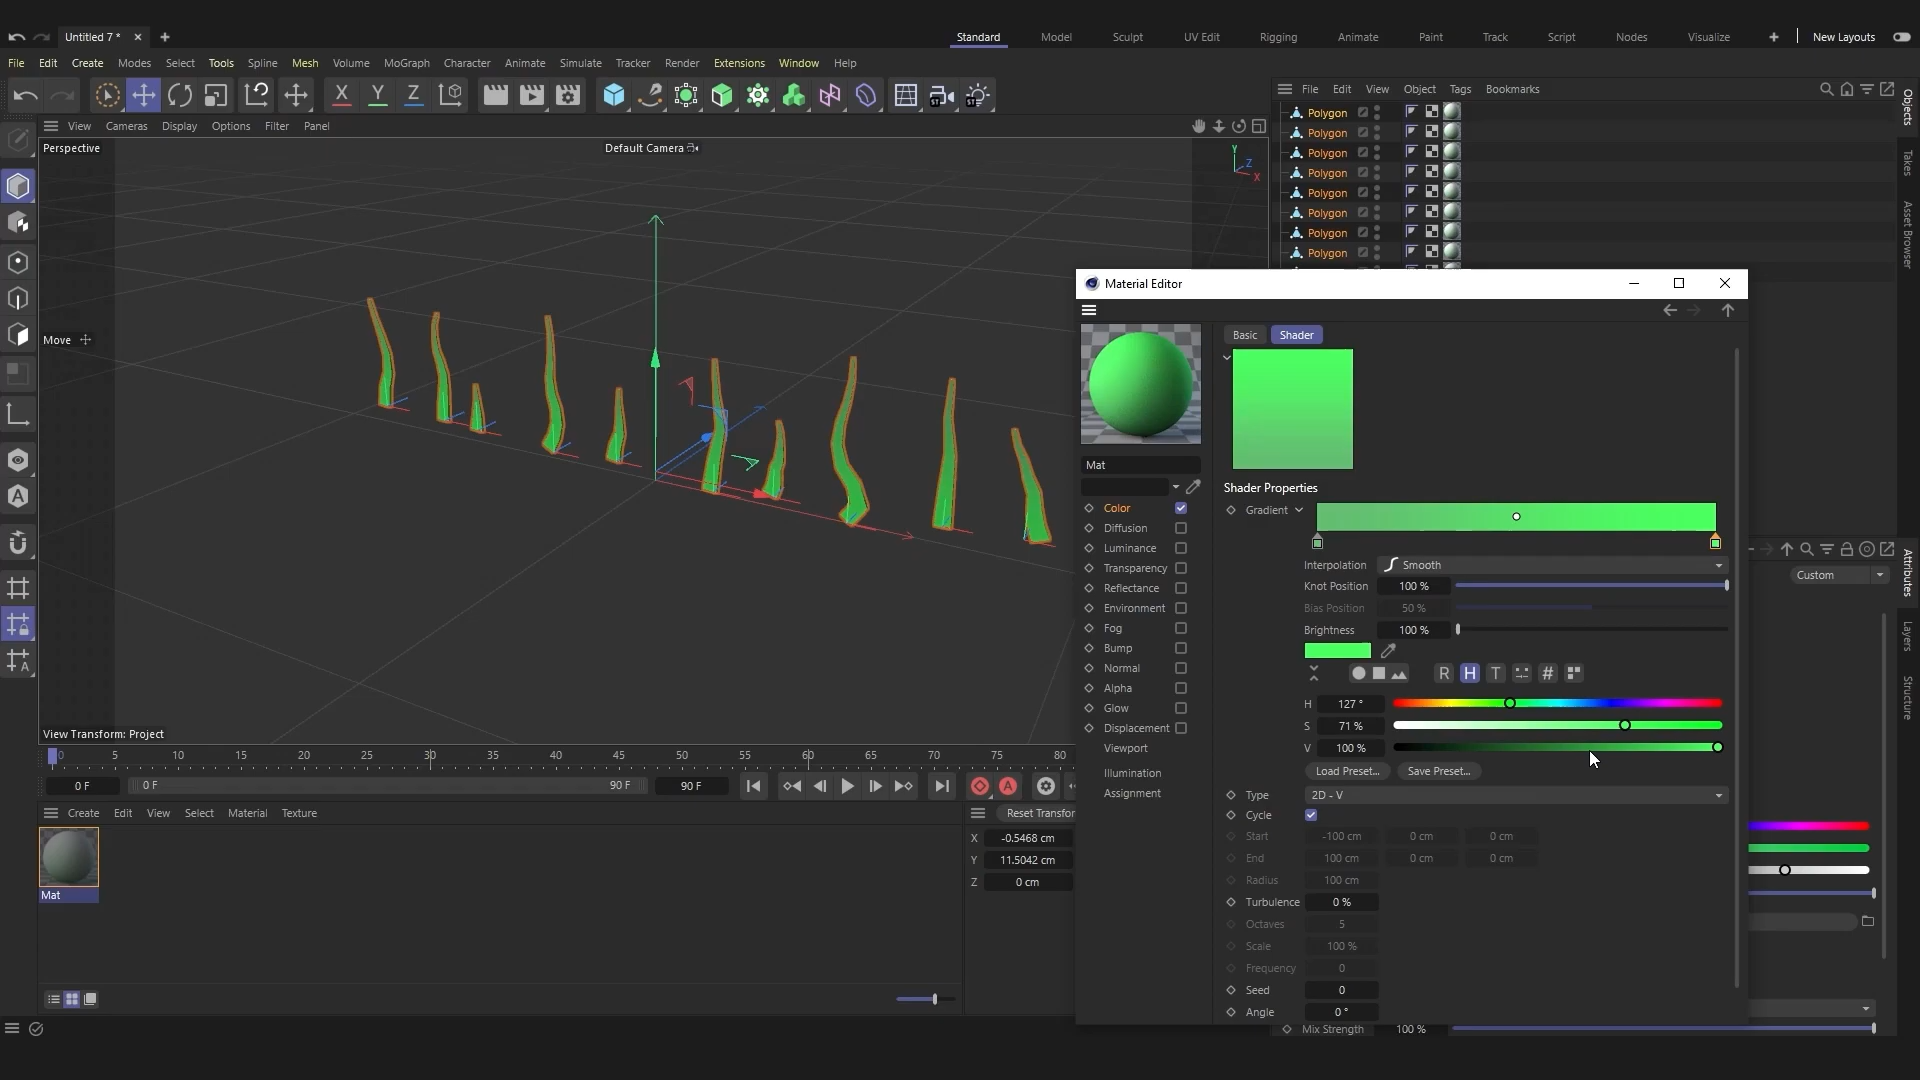 Untitled 7 *
Standard Model Sculpt UV Edit Rigging Animate Paint Track Script Nodes Visualize New Layouts
File Edit Create Modes Select Tools Spline Mesh Volume MoGraph Character Animate Simulate Tracker Render Extensions Window Help
X Y Z ST ST
File Edit View Object Tags Bookmarks
View Cameras Display Options Filter Panel
Perspective
Default Camera
Y
Z
X
Move
View Transform: Project
Polygon
Polygon
Polygon
Polygon
Polygon
Polygon
Polygon
Polygon
Objects
Takes
Asset Browser
Attributes
Layers
Structure
Custom
Material Editor
Mat
Color
Diffusion
Luminance
Transparency
Reflectance
Environment
Fog
Bump
Normal
Alpha
Glow
Displacement
Viewport
Illumination
Assignment
Basic Shader
Shader Properties
Gradient
Interpolation Smooth
Knot Position 100 %
Bias Position 50 %
Brightness 100 %
R H T #
H 127 °
S 71 %
V 100 %
Load Preset... Save Preset...
Type 2D - V
Cycle
Start -100 cm 0 cm 0 cm
End 100 cm 0 cm 0 cm
Radius 100 cm
Turbulence 0 %
Octaves 5
Scale 100 %
Frequency 0
Seed 0
Angle 0 °
Mix Strength 100 %
0 5 10 15 20 25 30 35 40 45 50 55 60 65 70 75 80
0 F 0 F 90 F 90 F
Create Edit View Select Material Texture
Mat
Reset Transfor
X -0.5468 cm
Y 11.5042 cm
Z 0 cm